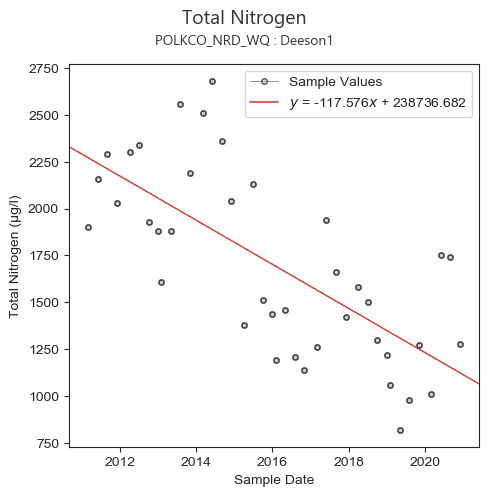 Total Nitrogen
POLKCO_NRD_WQ : Deeson1
Sample Values
y = -117.576x + 238736.682
2750
2500
2250
2000
1750
1500
1250
1000
750
Total Nitrogen (µg/l)
2012 2014 2016 2018 2020
Sample Date